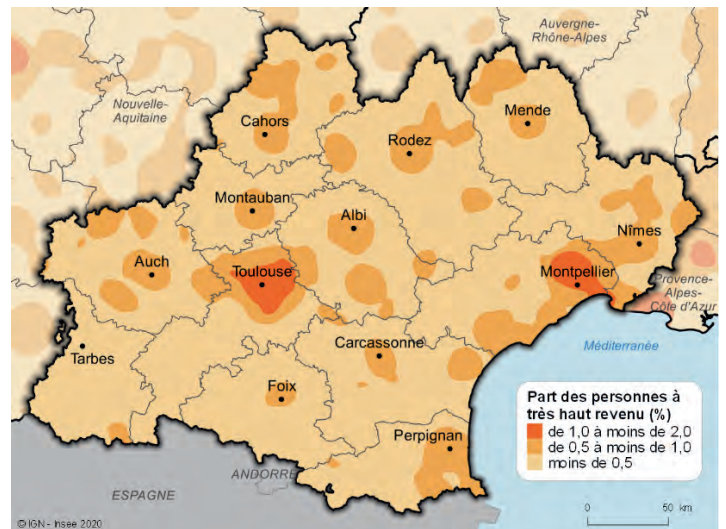 Auvergne-
Rhône-Alpes
Nouvelle-
Aquitaine
Cahors
Mende
Rodez
Montauban
Albi
Nîmes
Auch
Toulouse
Montpellier
Provence-
Alpes-
Côte d'Azur
Tarbes
Carcassonne
Méditerranée
Foix
Perpignan
ANDORRE
ESPAGNE
Part des personnes à
très haut revenu (%)
de 1,0 à moins de 2,0
de 0,5 à moins de 1,0
moins de 0,5
0 50 km
© IGN - Insee 2020